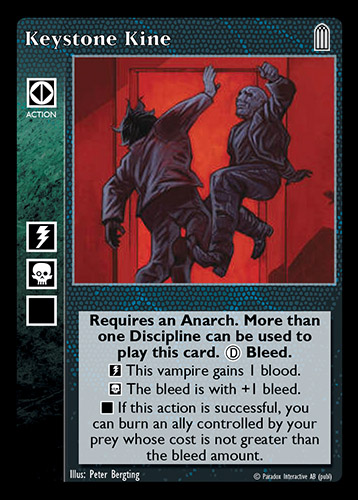 Keystone Kine
ACTION
Requires an Anarch. More than
one Discipline can be used to
play this card. Ⓓ Bleed.
This vampire gains 1 blood.
The bleed is with +1 bleed.
If this action is successful, you
can burn an ally controlled by your
prey whose cost is not greater than
the bleed amount.
Illus: Peter Bergting
© Paradox Interactive AB (publ)